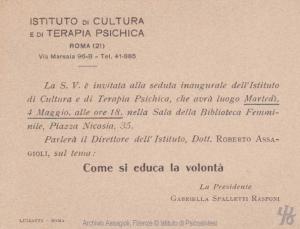 ISTITUTO DI CULTURA
E DI TERAPIA PSICHICA
ROMA (21)
Via Marsala 96-B - Tel. 41-885
La S. V. è invitata alla seduta inaugurale dell'Istituto
di Cultura e di Terapia Psichica, che avrà luogo Martedì,
4 Maggio, alle ore 18, nella Sala della Biblioteca Femmi-
nile, Piazza Nicosia, 35.
Parlerà il Direttore dell'Istituto, Dott. ROBERTO ASSA-
GIOLI, sul tema:
Come si educa la volontà
La Presidente
GABRIELLA SPALLETTI RASPONI
LUZZATTI - ROMA
Archivio Assagioli, Firenze © Istituto di Psicosintesi